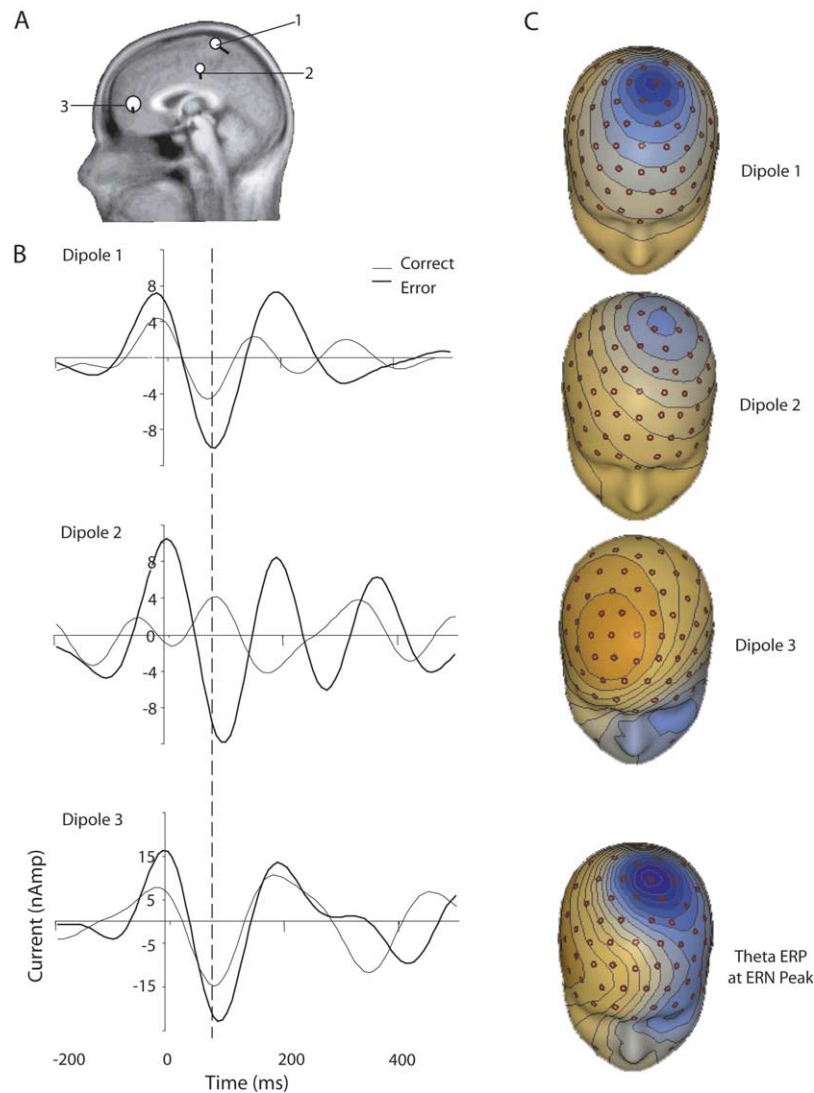 A
1
2
3
B
Dipole 1
Correct
Error
8
4
-4
-8
200
400
Dipole 2
8
4
0
-4
-8
Dipole 3
15
5
-5
-15
Current (nAmp)
-200
0
200
400
Time (ms)
C
Dipole 1
Dipole 2
Dipole 3
Theta ERP
at ERN Peak